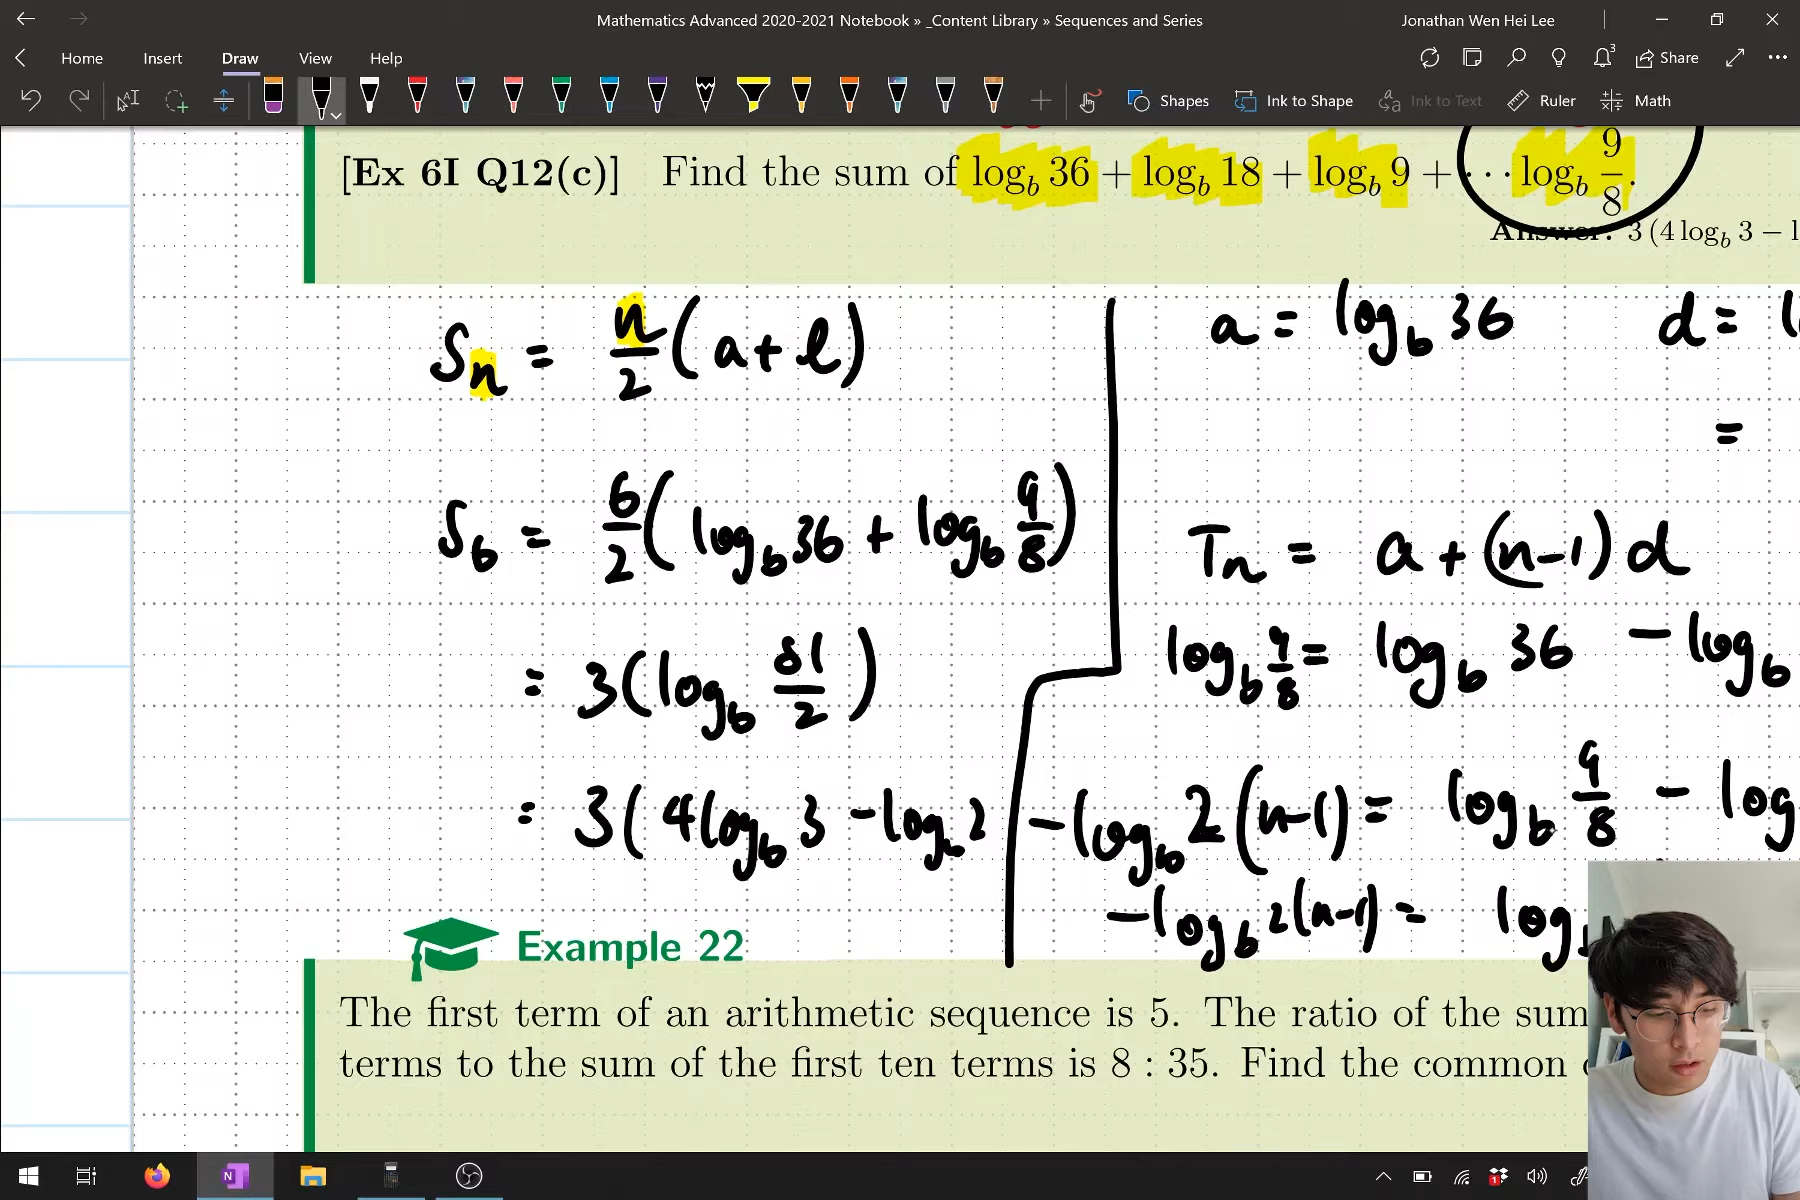 Mathematics Advanced 2020-2021 Notebook » _Content Library » Sequences and Series
Jonathan Wen Hei Lee
Home Insert Draw View Help
3
Share
Shapes Ink to Shape Ink to Text Ruler Math
[Ex 6I Q12(c)] Find the sum of log_b 36 + log_b 18 + log_b 9 + ··· log_b 9/8.
Answer: 3 (4 log_b 3 − l
S_n = n/2 (a + l)
S_6 = 6/2 (log_b 36 + log_b 9/8)
= 3 (log_b 81/2)
= 3 (4 log_b 3 − log_b 2
a = log_b 36 d = l
=
T_n = a + (n−1) d
log_b 9/8 = log_b 36 − log_b
− log_b 2 (n−1) = log_b 9/8 − log
− log_b 2 (n−1) = log
Example 22
The first term of an arithmetic sequence is 5. The ratio of the sum
terms to the sum of the first ten terms is 8 : 35. Find the common
N
1